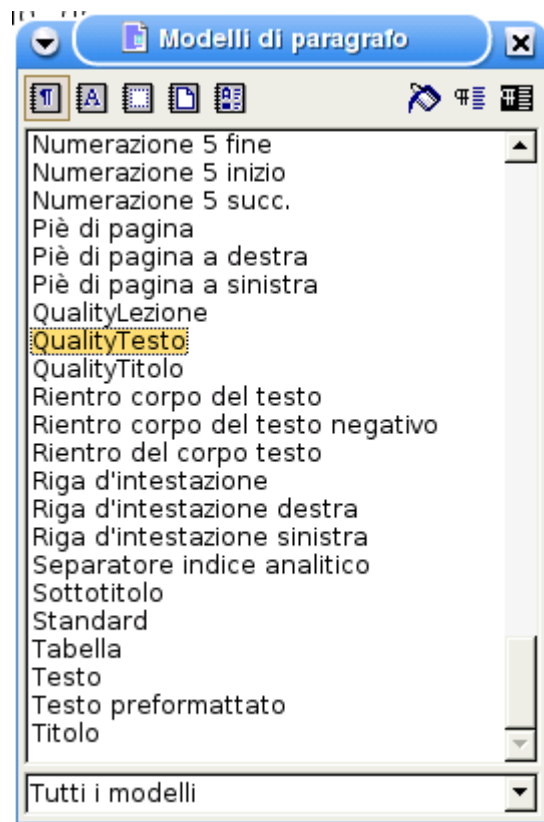 Modelli di paragrafo
Numerazione 5 fine
Numerazione 5 inizio
Numerazione 5 succ.
Piè di pagina
Piè di pagina a destra
Piè di pagina a sinistra
QualityLezione
QualityTesto
QualityTitolo
Rientro corpo del testo
Rientro corpo del testo negativo
Rientro del corpo testo
Riga d'intestazione
Riga d'intestazione destra
Riga d'intestazione sinistra
Separatore indice analitico
Sottotitolo
Standard
Tabella
Testo
Testo preformattato
Titolo
Tutti i modelli